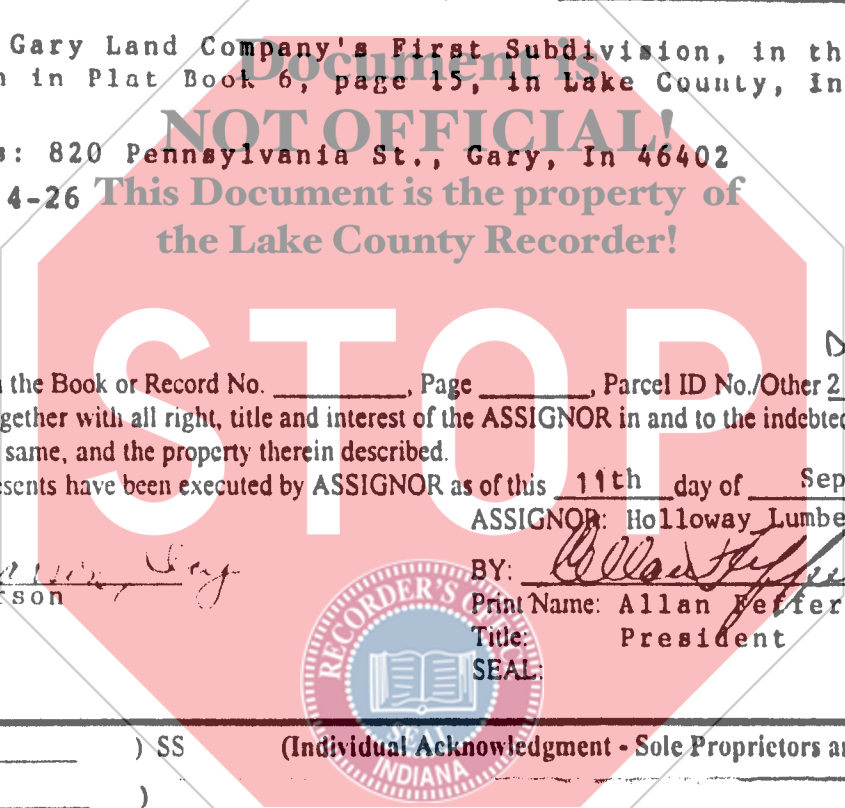 Gary Land Company's First Subdivision, in th
n in Plat Book 6, page 15, in Lake County, In
Document is
NOT OFFICIAL!
s: 820 Pennsylvania St., Gary, In 46402
4-26
This Document is the property of
the Lake County Recorder!
STOP
the Book or Record No. ________, Page ________, Parcel ID No./Other 2
gether with all right, title and interest of the ASSIGNOR in and to the indebted
same, and the property therein described.
esents have been executed by ASSIGNOR as of this 11th day of Sep
ASSIGNOR: Holloway Lumbe
BY:
rson
Print Name: Allan Feffer
Title: President
SEAL:
RECORDER'S OFFICE
SEAL
INDIANA
) SS (Individual Acknowledgment - Sole Proprietors a
)